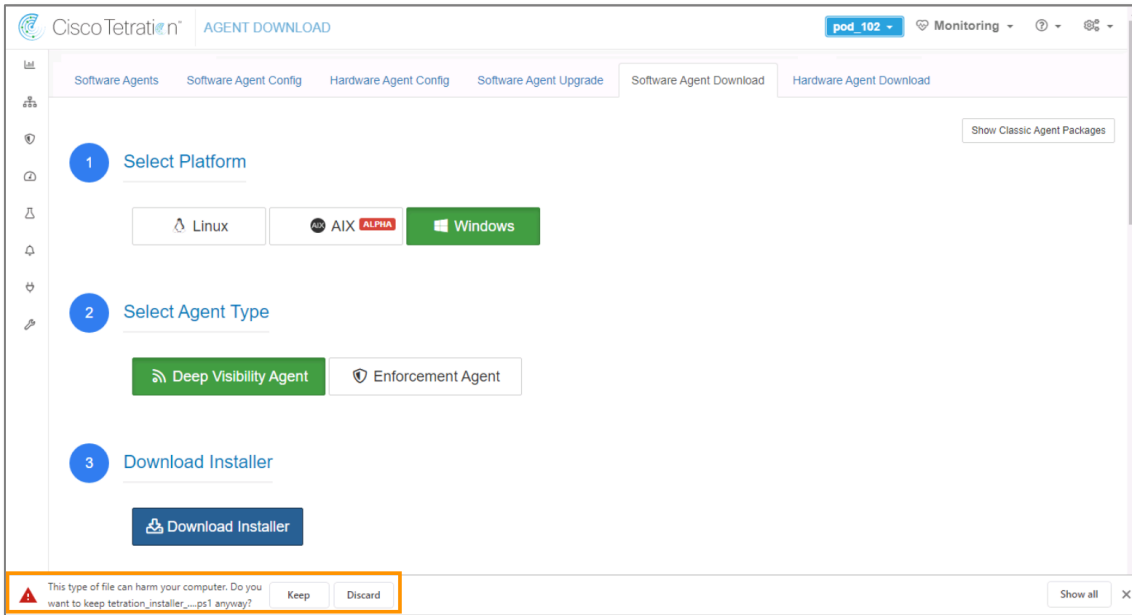 Cisco Tetration™ AGENT DOWNLOAD pod_102 Monitoring
Software Agents Software Agent Config Hardware Agent Config Software Agent Upgrade Software Agent Download Hardware Agent Download
Show Classic Agent Packages
1 Select Platform
Linux AIX AIX ALPHA Windows
2 Select Agent Type
Deep Visibility Agent Enforcement Agent
3 Download Installer
Download Installer
This type of file can harm your computer. Do you
want to keep tetration_installer_....ps1 anyway?
Keep Discard Show all